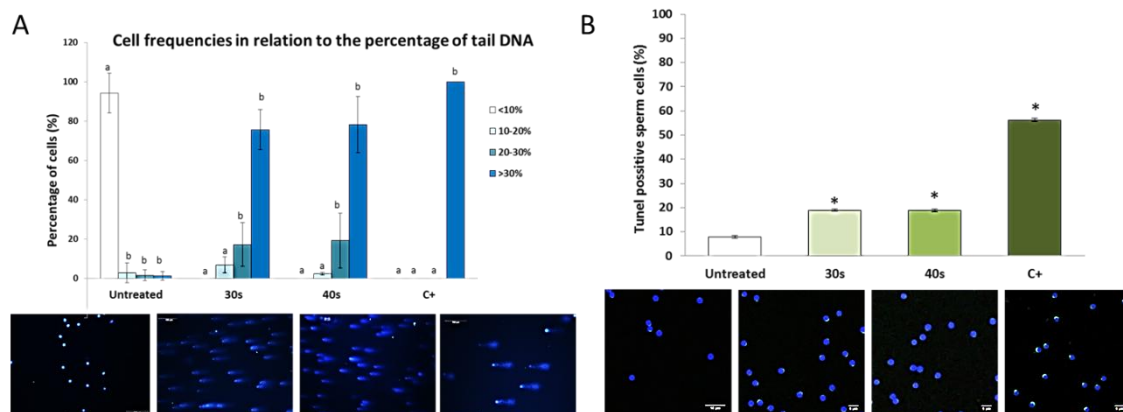 A
Cell frequencies in relation to the percentage of tail DNA
Percentage of cells (%)
120
100
80
60
40
20
0
a
b b b
a
a
b
b
a
a
b
b
a a a
b
<10%
10-20%
20-30%
>30%
Untreated 30s 40s C+
B
Tunel possitive sperm cells (%)
100
90
80
70
60
50
40
30
20
10
0
* * *
Untreated 30s 40s C+